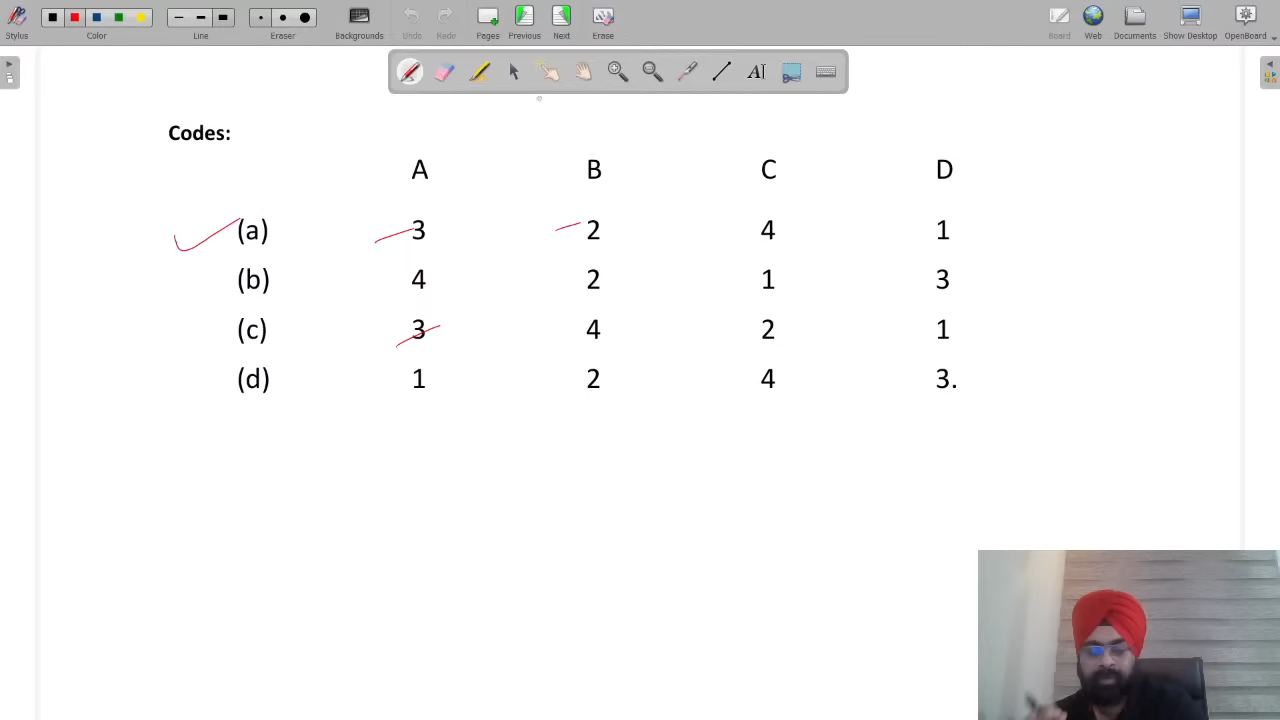 Stylus Color Line Eraser Backgrounds Undo Redo Pages Previous Next Erase Board Web Documents Show Desktop OpenBoard
Codes:
A B C D
(a) 3 2 4 1
(b) 4 2 1 3
(c) 3 4 2 1
(d) 1 2 4 3.